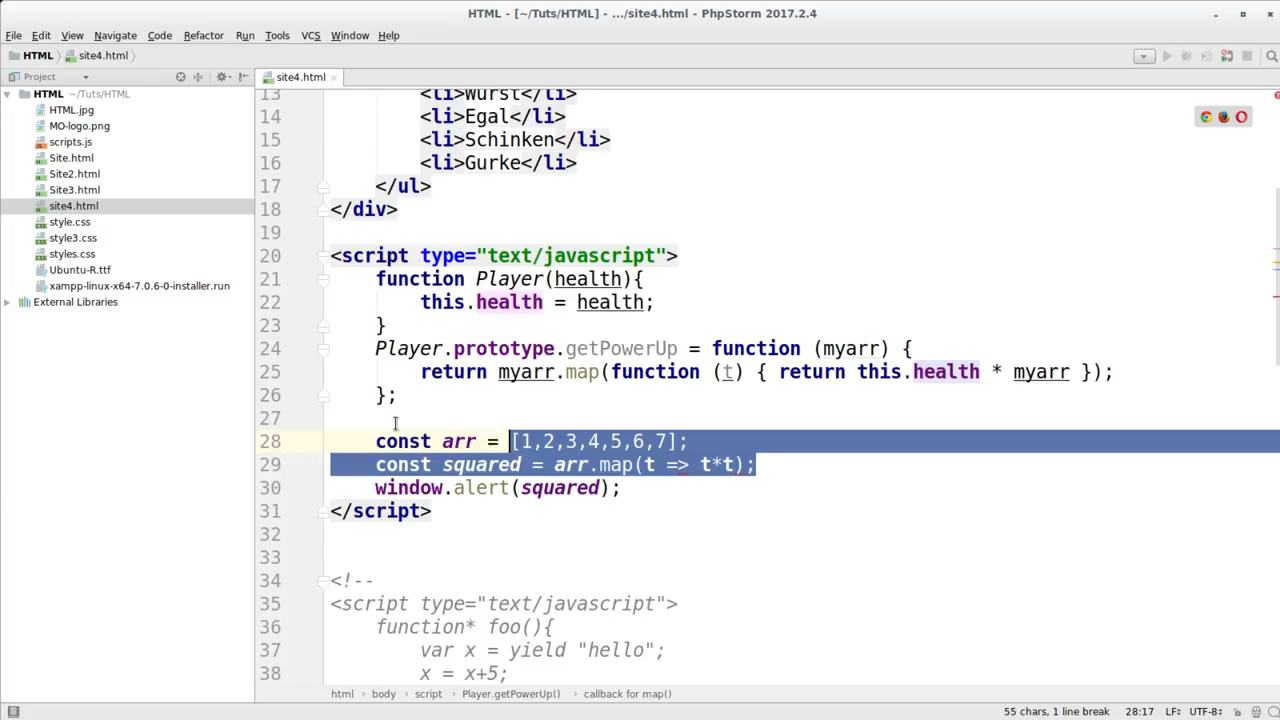 HTML - [~/Tuts/HTML] - .../site4.html - PhpStorm 2017.2.4
File Edit View Navigate Code Refactor Run Tools VCS Window Help
HTML site4.html
Project
site4.html
HTML ~/Tuts/HTML
HTML.jpg
MO-logo.png
scripts.js
Site.html
Site2.html
Site3.html
site4.html
style.css
style3.css
styles.css
Ubuntu-R.ttf
xampp-linux-x64-7.0.6-0-installer.run
External Libraries
13 <li>Wurst</li>
14 <li>Egal</li>
15 <li>Schinken</li>
16 <li>Gurke</li>
17 </ul>
18 </div>
19
20 <script type="text/javascript">
21 function Player(health){
22 this.health = health;
23 }
24 Player.prototype.getPowerUp = function (myarr) {
25 return myarr.map(function (t) { return this.health * myarr });
26 };
27
28 const arr = [1,2,3,4,5,6,7];
29 const squared = arr.map(t => t*t);
30 window.alert(squared);
31 </script>
32
33
34 <!--
35 <script type="text/javascript">
36 function* foo(){
37 var x = yield "hello";
38 x = x+5;
html body script Player.getPowerUp() callback for map()
55 chars, 1 line break 28:17 LF UTF-8